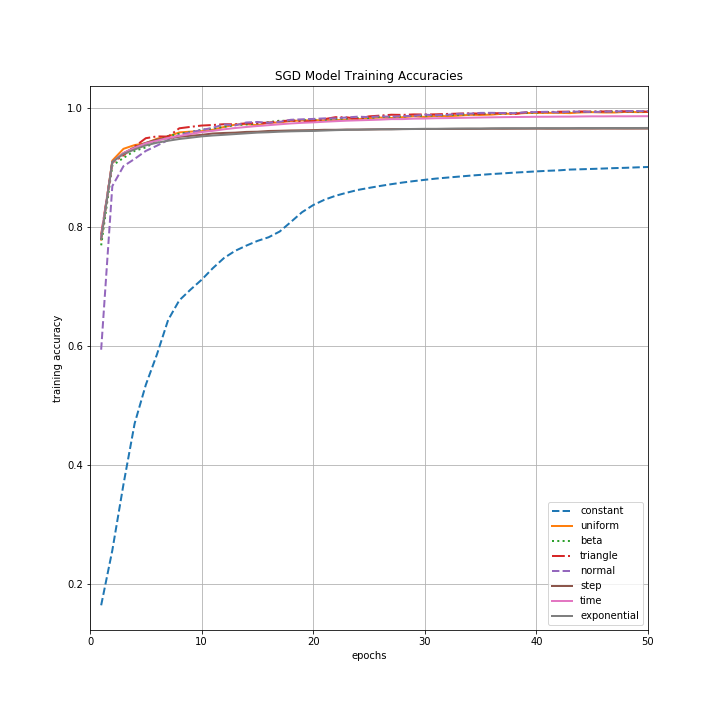 SGD Model Training Accuracies
training accuracy
1.0
0.8
0.6
0.4
0.2
0 10 20 30 40 50
epochs
constant
uniform
beta
triangle
normal
step
time
exponential